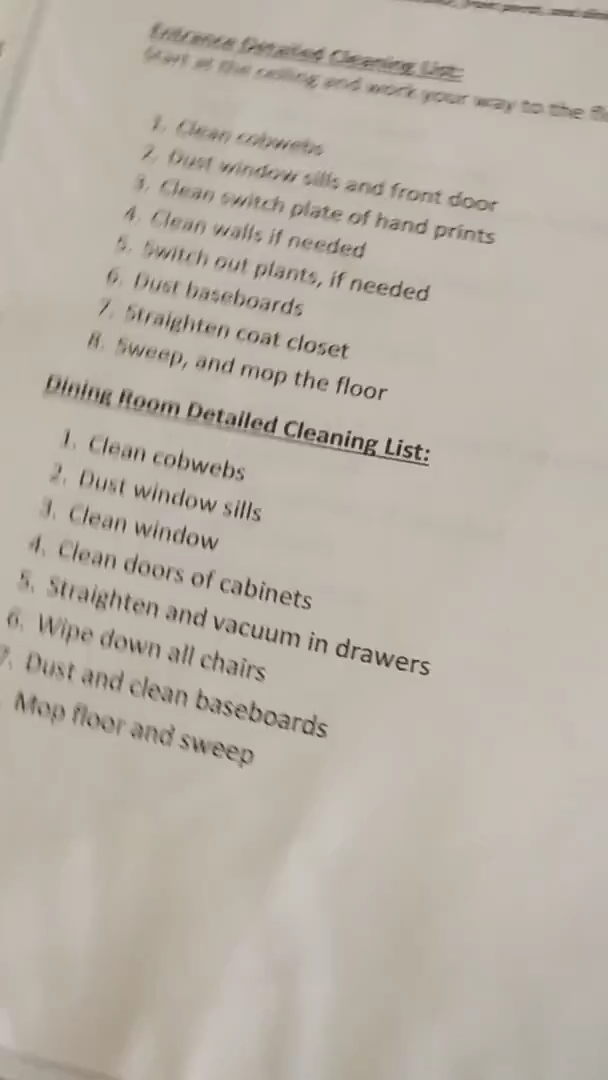 Entrance Detailed Cleaning List:
Start at the ceiling and work your way to the
1. Clean cobwebs
2. Dust window sills and front door
3. Clean switch plate of hand prints
4. Clean walls if needed
5. Switch out plants, if needed
6. Dust baseboards
7. Straighten coat closet
8. Sweep, and mop the floor
Dining Room Detailed Cleaning List:
1. Clean cobwebs
2. Dust window sills
3. Clean window
4. Clean doors of cabinets
5. Straighten and vacuum in drawers
6. Wipe down all chairs
7. Dust and clean baseboards
Mop floor and sweep